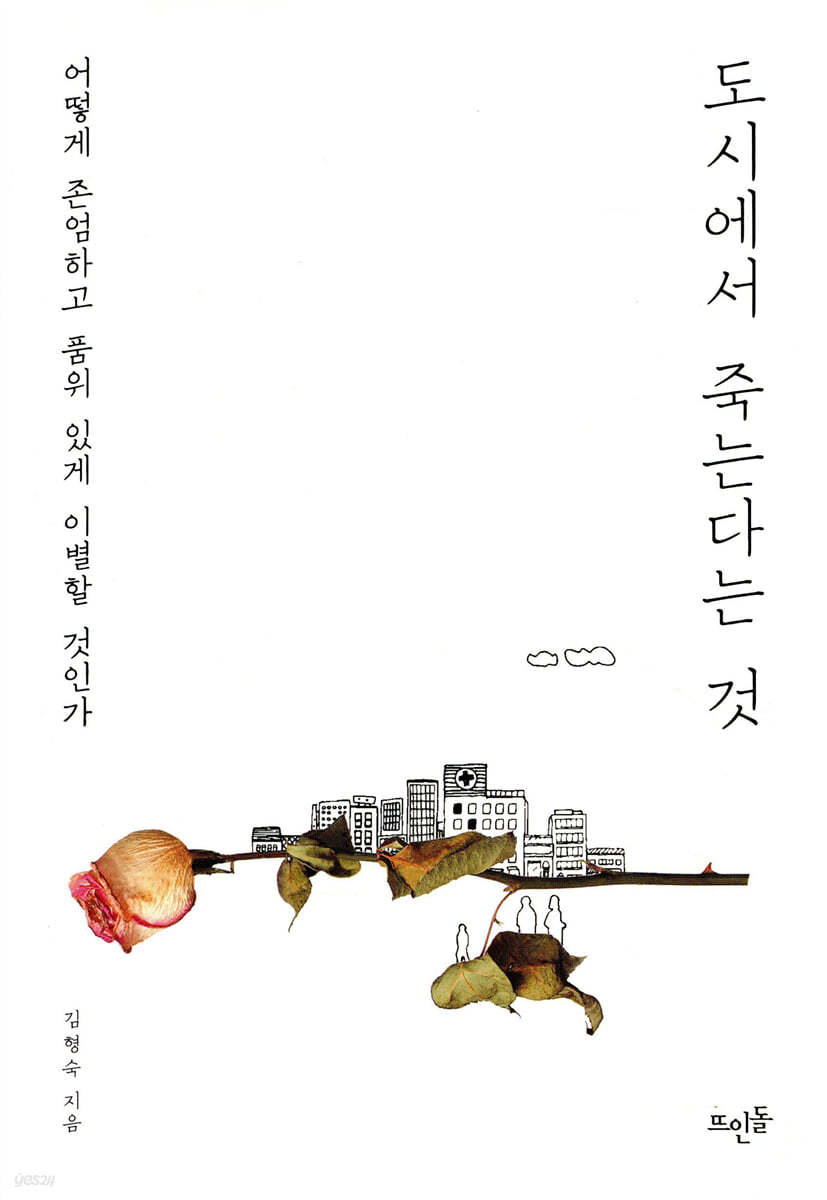 도시에서 죽는다는 것
어떻게 존엄하고 품위 있게 이별할 것인가
김형숙 지음
뜨인돌
yes24